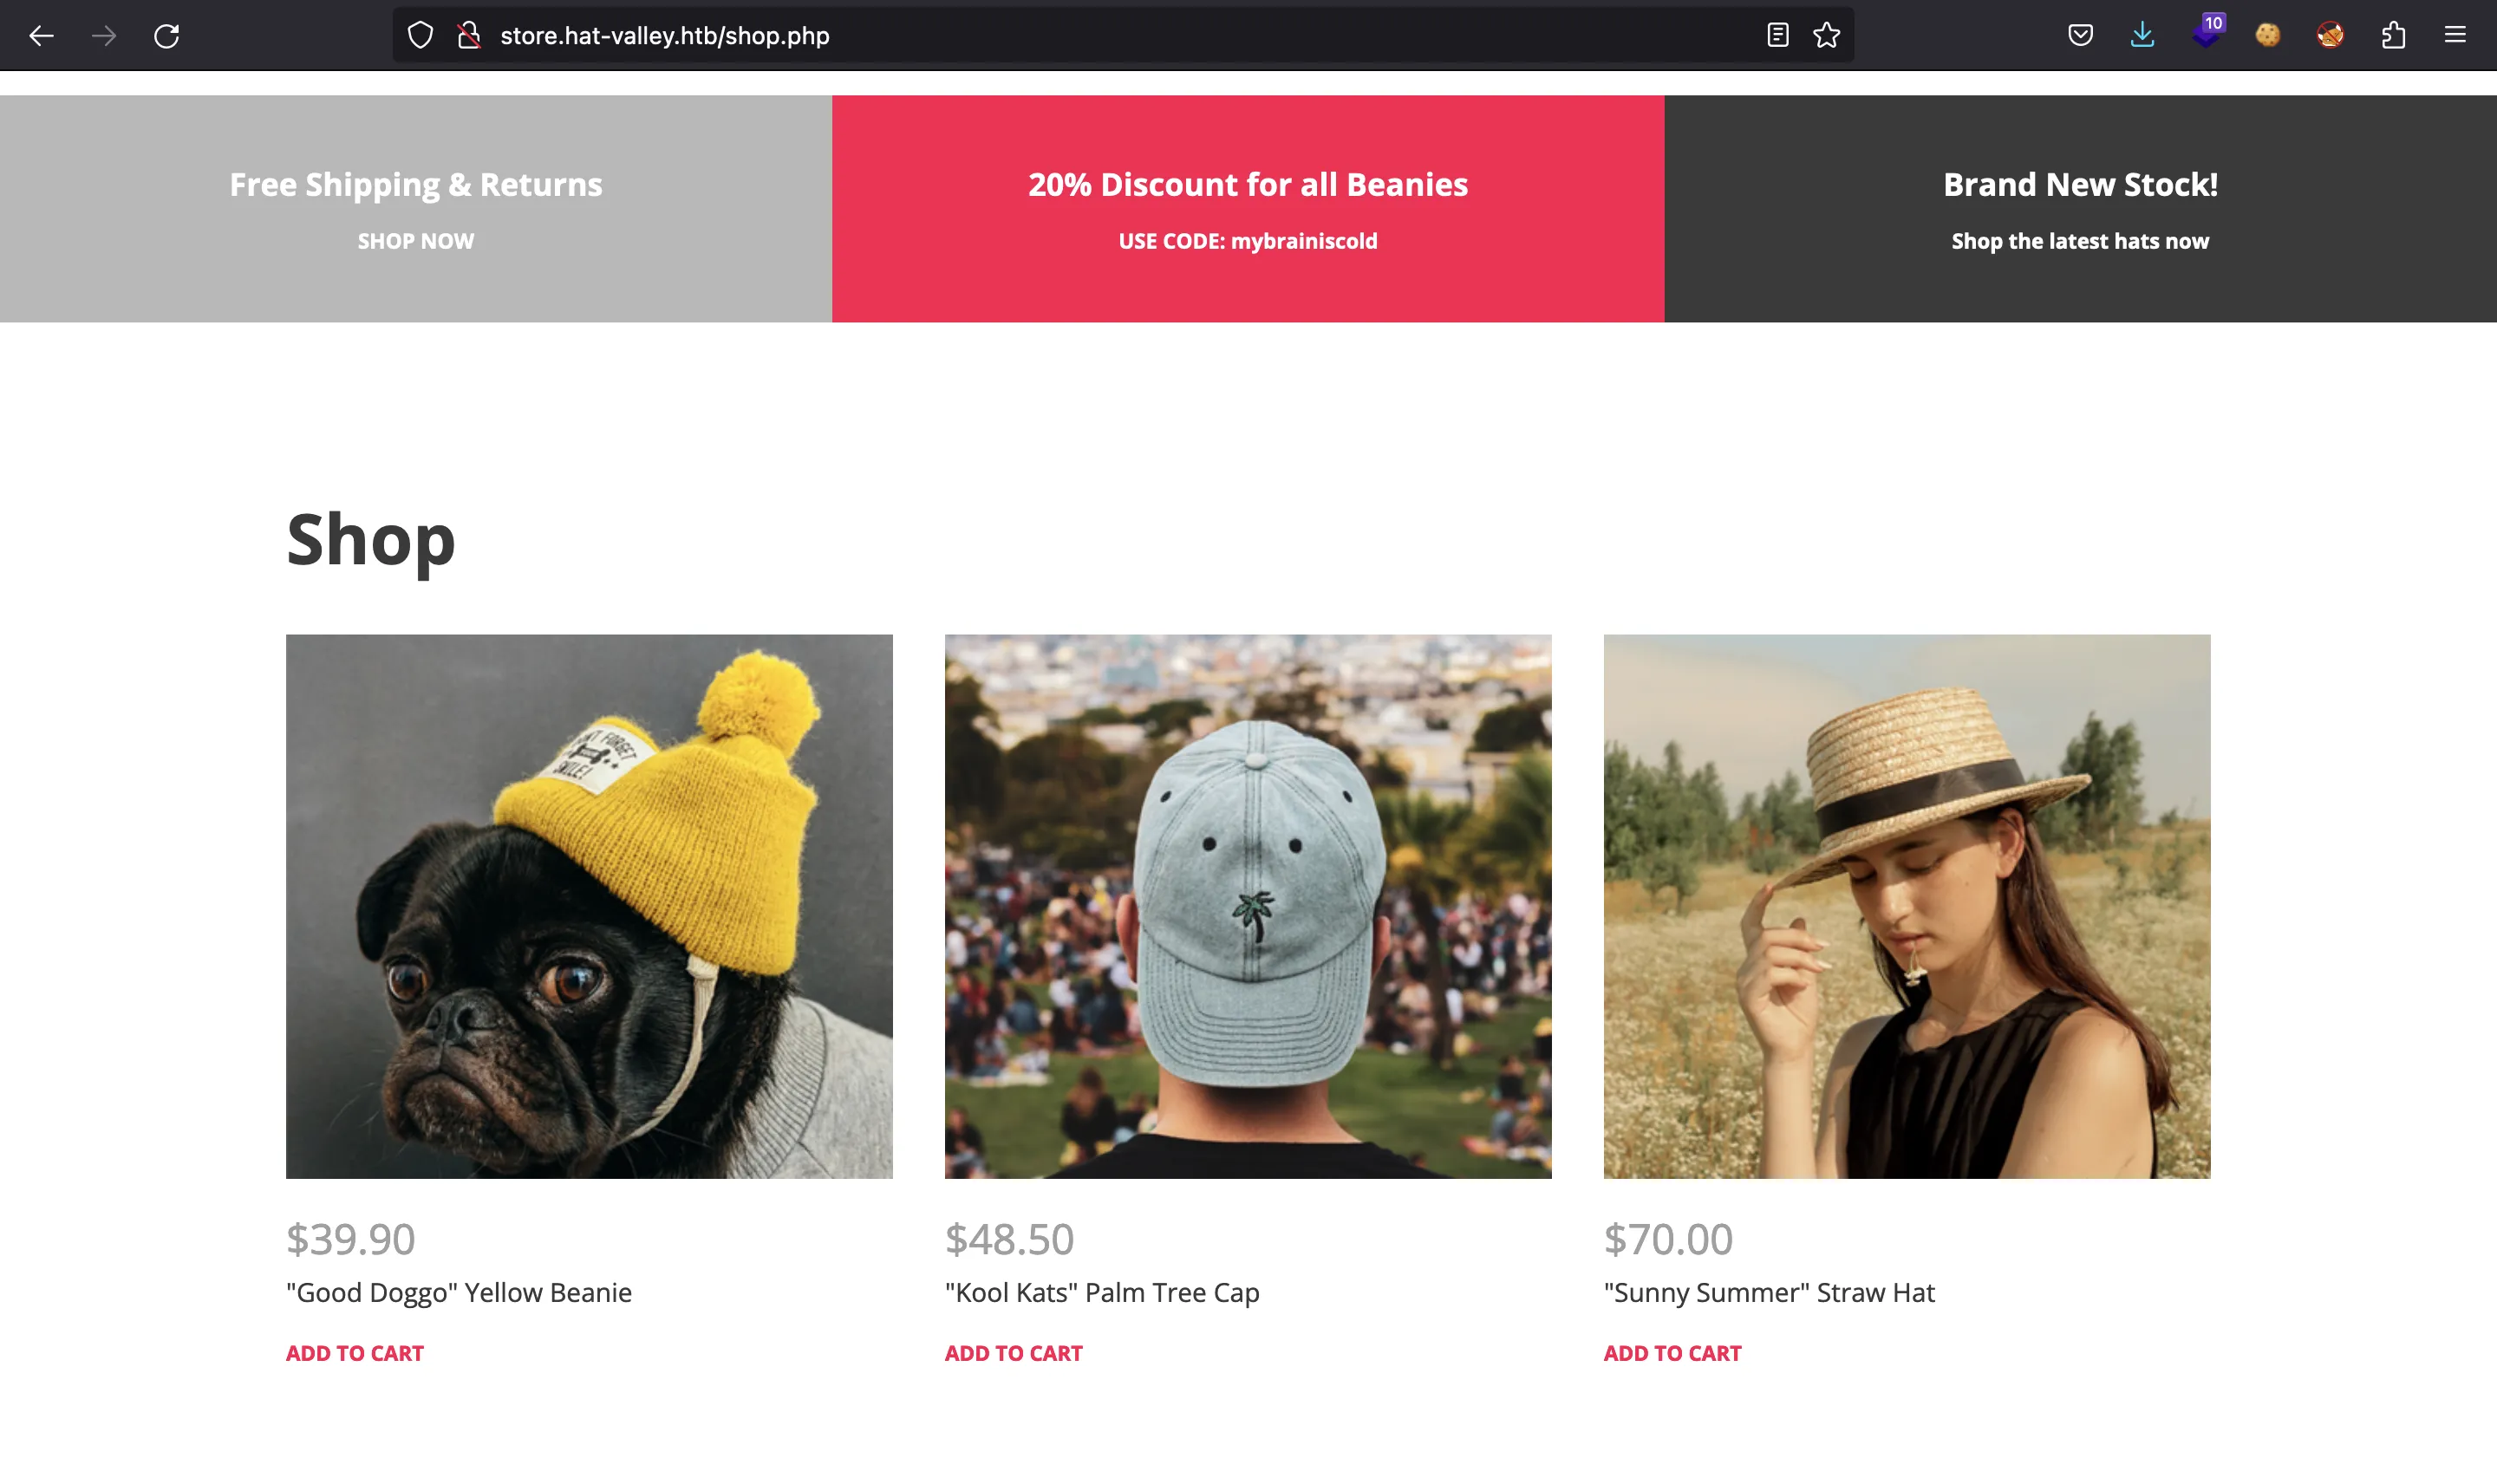 store.hat-valley.htb/shop.php
10
Free Shipping & Returns
SHOP NOW
20% Discount for all Beanies
USE CODE: mybrainiscold
Brand New Stock!
Shop the latest hats now
Shop
FORGET
SMILE!
$39.90
"Good Doggo" Yellow Beanie
ADD TO CART
$48.50
"Kool Kats" Palm Tree Cap
ADD TO CART
$70.00
"Sunny Summer" Straw Hat
ADD TO CART